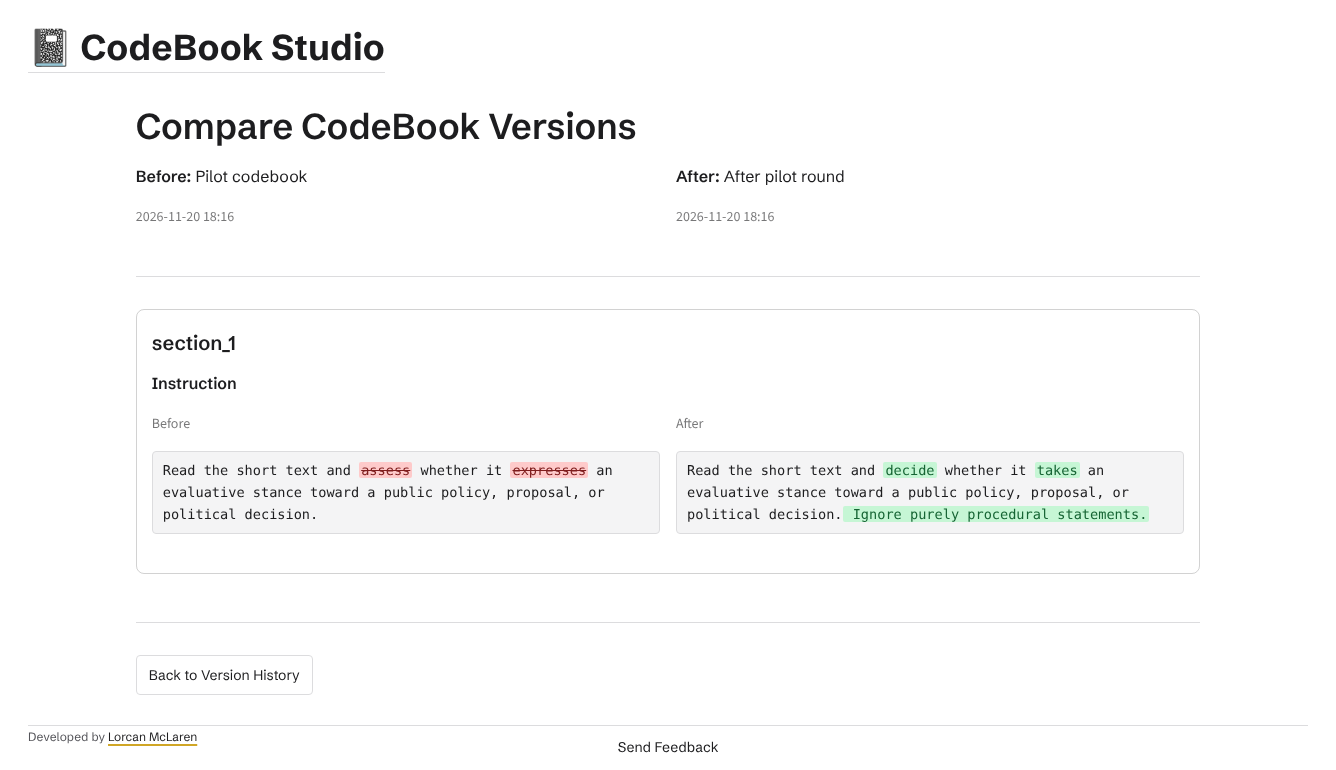 CodeBook Studio
Compare CodeBook Versions
Before: Pilot codebook
After: After pilot round
2026-11-20 18:16
2026-11-20 18:16
section_1
Instruction
Before
After
Read the short text and assess whether it expresses an
evaluative stance toward a public policy, proposal, or
political decision.
Read the short text and decide whether it takes an
evaluative stance toward a public policy, proposal, or
political decision. Ignore purely procedural statements.
Back to Version History
Developed by Lorcan McLaren
Send Feedback